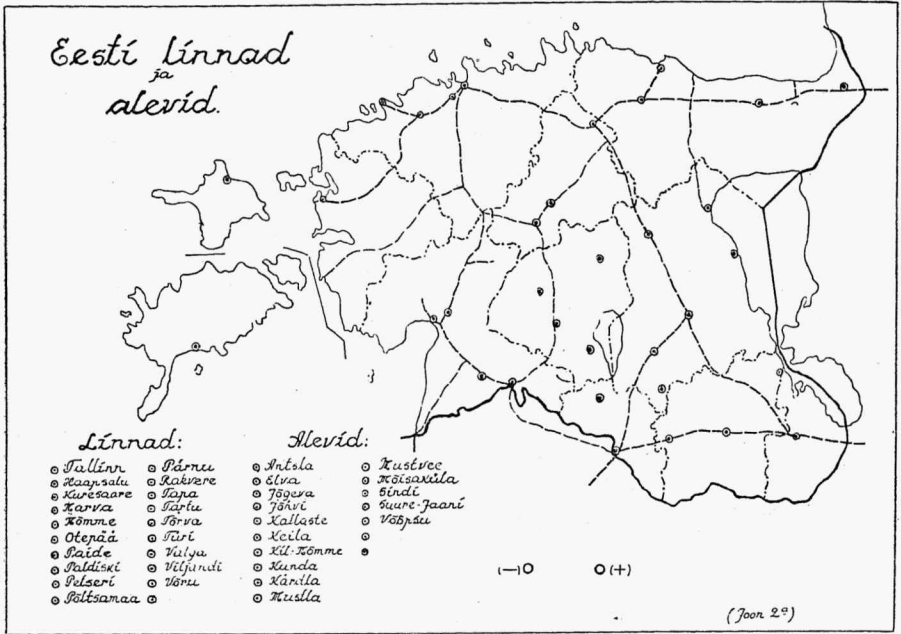 Eesti linnad
ja
alevid.
Linnad:
Tallinn
Haapsalu
Kuresaare
Narva
Nõmme
Otepää
Paide
Paldiski
Petseri
Põltsamaa
Pärnu
Rakvere
Tapa
Tartu
Tõrva
Türi
Valga
Viljandi
Võru
Alevid:
Antsla
Elva
Jõgeva
Jõhvi
Kallaste
Keila
Kil-Nõmme
Kunda
Kärdla
Mustla
Mustvee
Mõisaküla
Sindi
Suure-Jaani
Võõpsu
(—) (+)
(Joon 2ª)